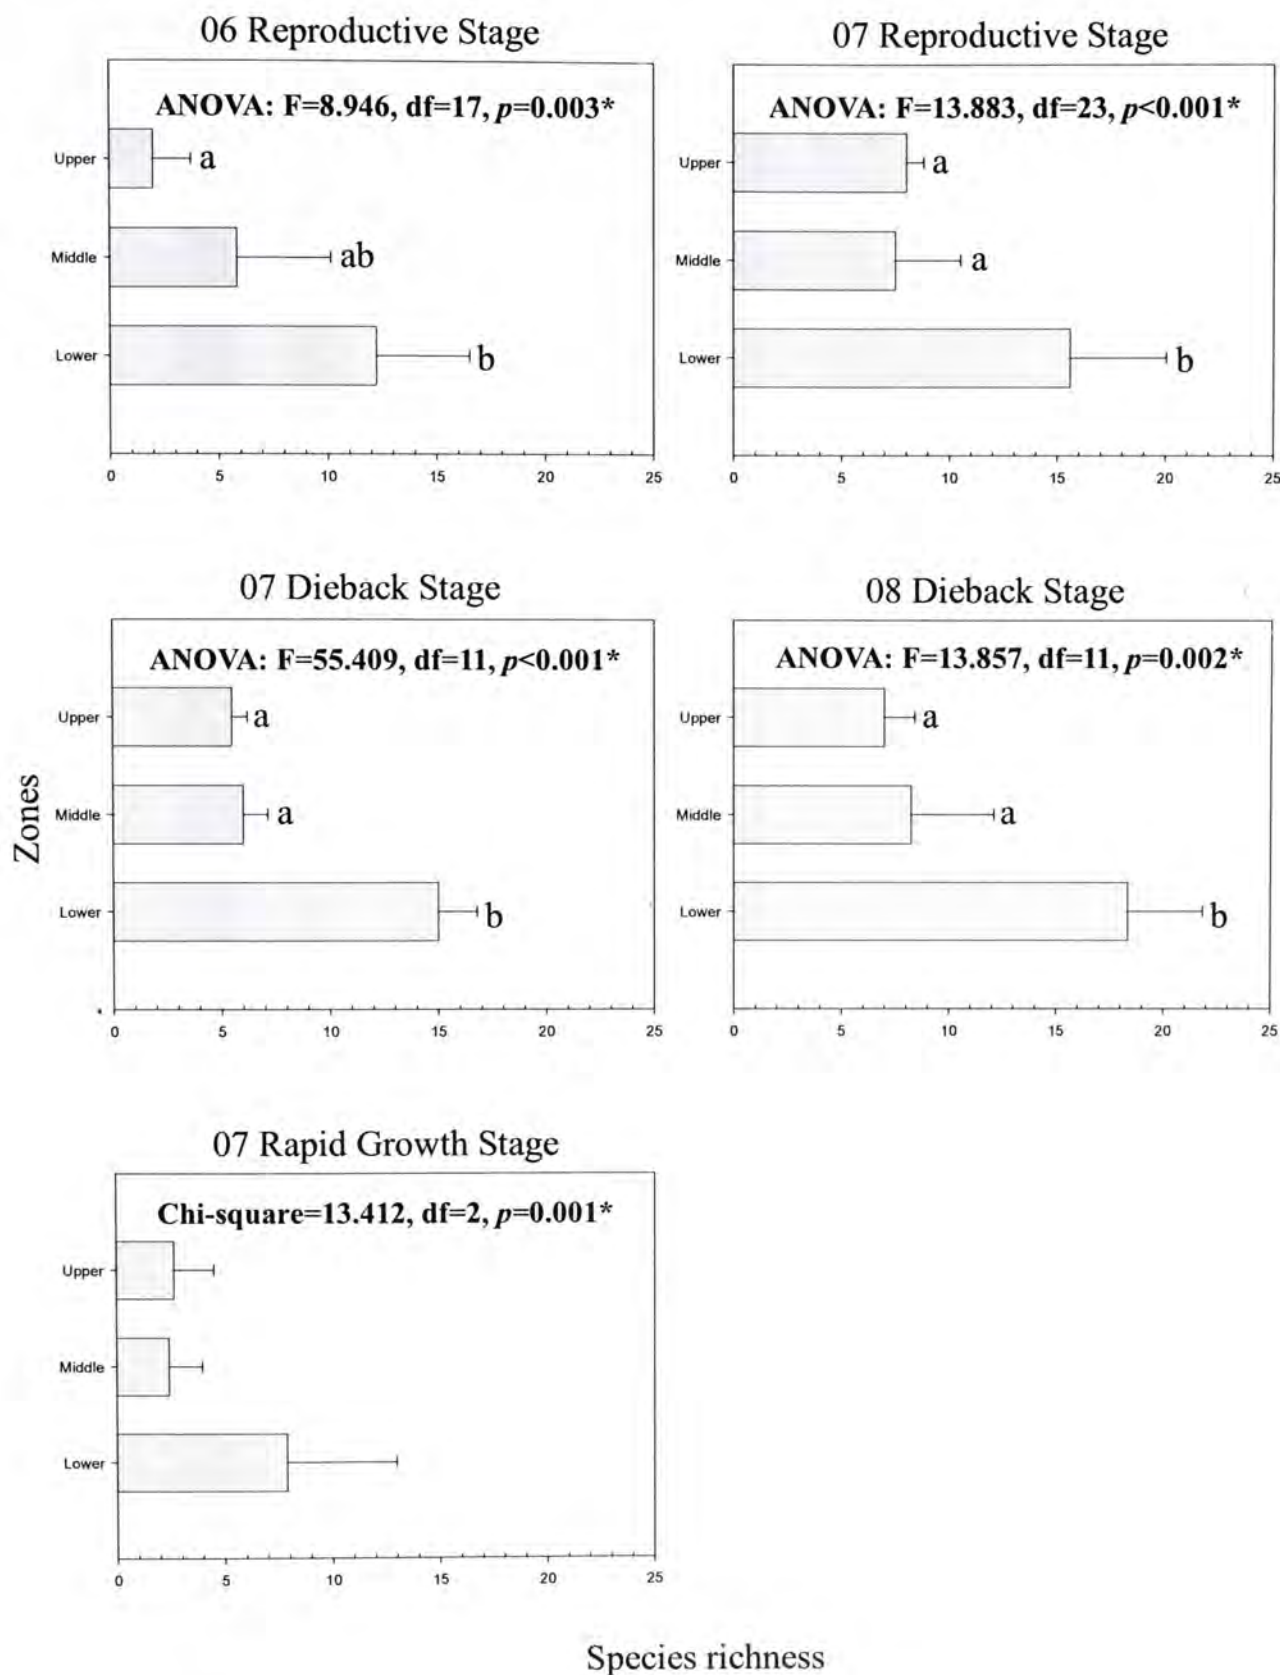 06 Reproductive Stage
ANOVA: F=8.946, df=17, p=0.003*
Upper
a
Middle
ab
Lower
b
0 5 10 15 20 25
07 Reproductive Stage
ANOVA: F=13.883, df=23, p<0.001*
Upper
a
Middle
a
Lower
b
0 5 10 15 20 25
Zones
07 Dieback Stage
ANOVA: F=55.409, df=11, p<0.001*
Upper
a
Middle
a
Lower
b
0 5 10 15 20 25
08 Dieback Stage
ANOVA: F=13.857, df=11, p=0.002*
Upper
a
Middle
a
Lower
b
0 5 10 15 20 25
07 Rapid Growth Stage
Chi-square=13.412, df=2, p=0.001*
Upper
Middle
Lower
0 5 10 15 20 25
Species richness